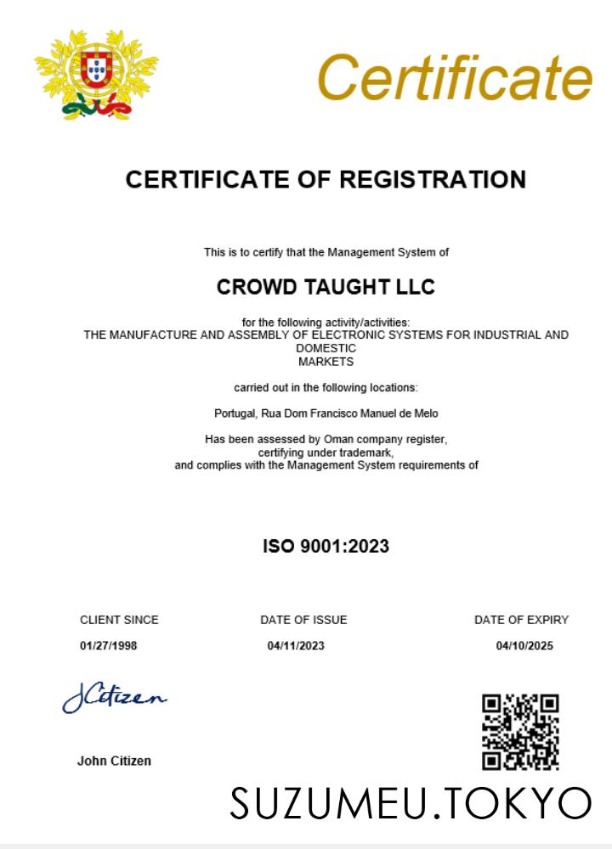 Certificate
CERTIFICATE OF REGISTRATION
This is to certify that the Management System of
CROWD TAUGHT LLC
for the following activity/activities:
THE MANUFACTURE AND ASSEMBLY OF ELECTRONIC SYSTEMS FOR INDUSTRIAL AND
DOMESTIC
MARKETS
carried out in the following locations:
Portugal, Rua Dom Francisco Manuel de Melo
Has been assessed by Oman company register,
certifying under trademark,
and complies with the Management System requirements of
ISO 9001:2023
CLIENT SINCE DATE OF ISSUE DATE OF EXPIRY
01/27/1998 04/11/2023 04/10/2025
JCitizen
John Citizen
SUZUMEU.TOKYO